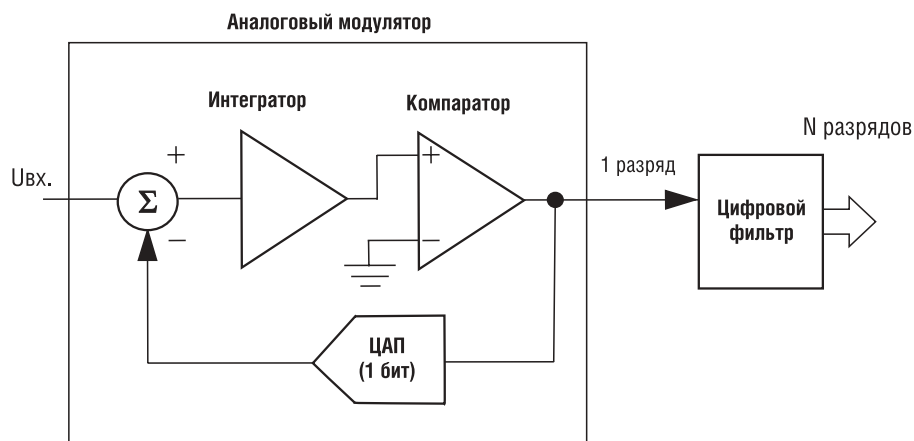 Аналоговый модулятор
Интегратор
Компаратор
N разрядов
Uвх.
+
Σ
−
+
−
1 разряд
Цифровой
фильтр
ЦАП
(1 бит)